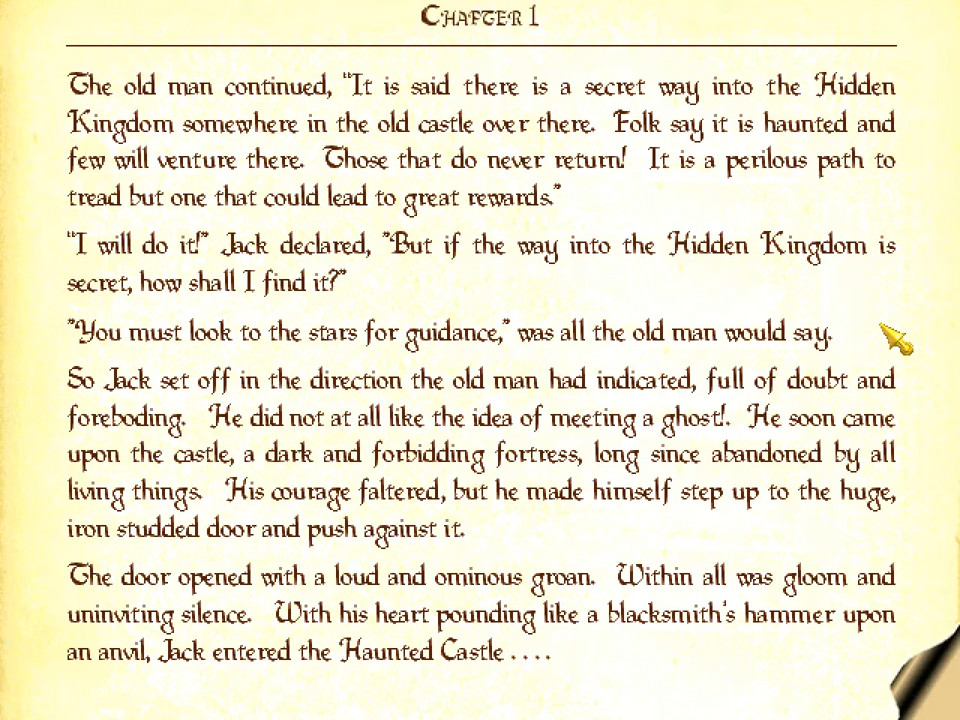 Chapter 1
The old man continued, "It is said there is a secret way into the Hidden
Kingdom somewhere in the old castle over there. Folk say it is haunted and
few will venture there. Those that do never return! It is a perilous path to
tread but one that could lead to great rewards."
"I will do it!" Jack declared, "But if the way into the Hidden Kingdom is
secret, how shall I find it?"
"You must look to the stars for guidance," was all the old man would say.
So Jack set off in the direction the old man had indicated, full of doubt and
foreboding. He did not at all like the idea of meeting a ghost!. He soon came
upon the castle, a dark and forbidding fortress, long since abandoned by all
living things. His courage faltered, but he made himself step up to the huge,
iron studded door and push against it.
The door opened with a loud and ominous groan. Within all was gloom and
uninviting silence. With his heart pounding like a blacksmith's hammer upon
an anvil, Jack entered the Haunted Castle . . . .